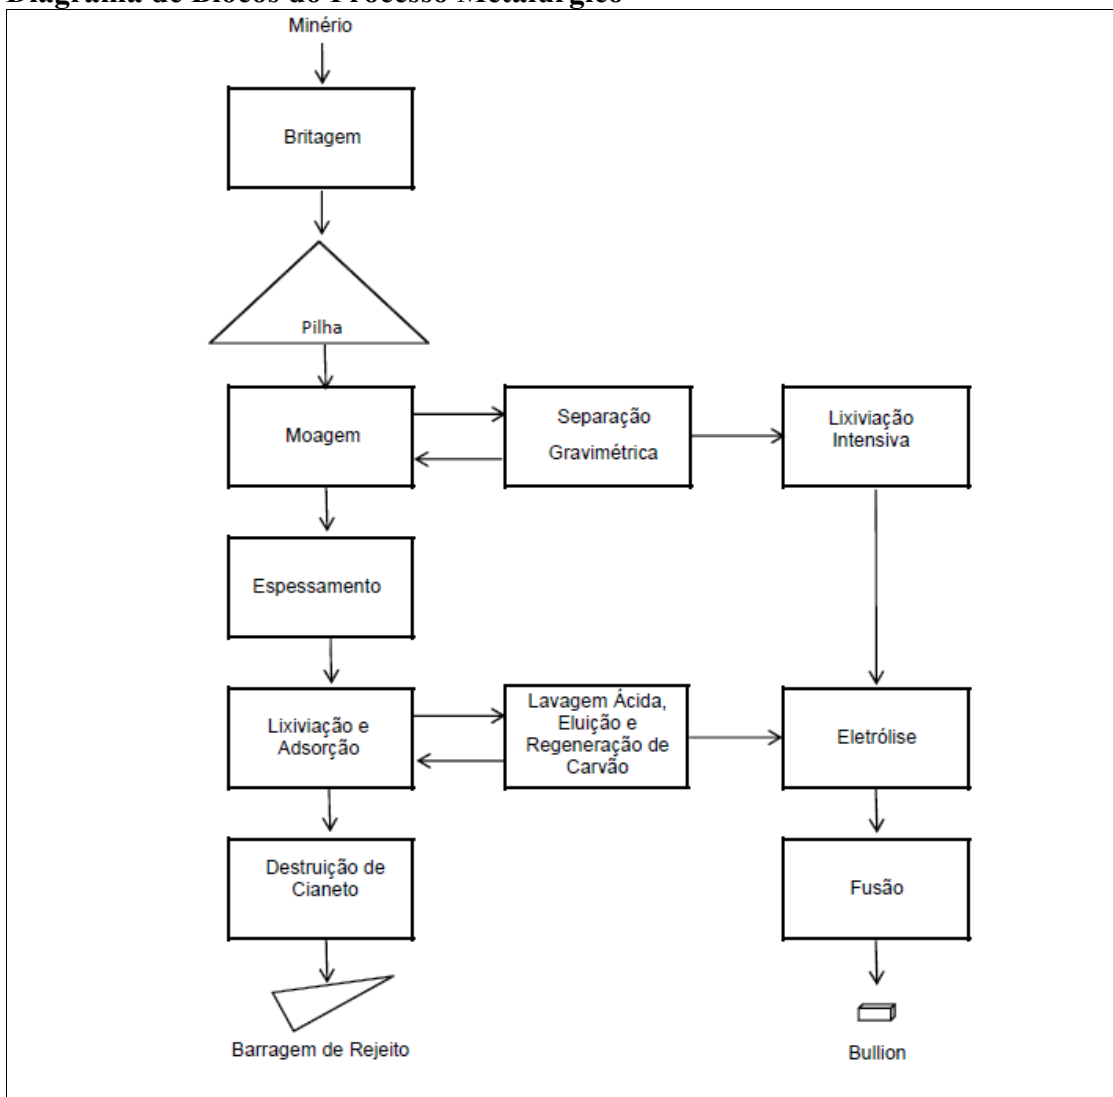 Diagrama de Blocos do Processo Metalúrgico
Minério
Britagem
Pilha
Moagem
Separação
Gravimétrica
Lixiviação
Intensiva
Espessamento
Lixiviação e
Adsorção
Lavagem Ácida,
Eluição e
Regeneração de
Carvão
Eletrólise
Destruição de
Cianeto
Fusão
Barragem de Rejeito
Bullion